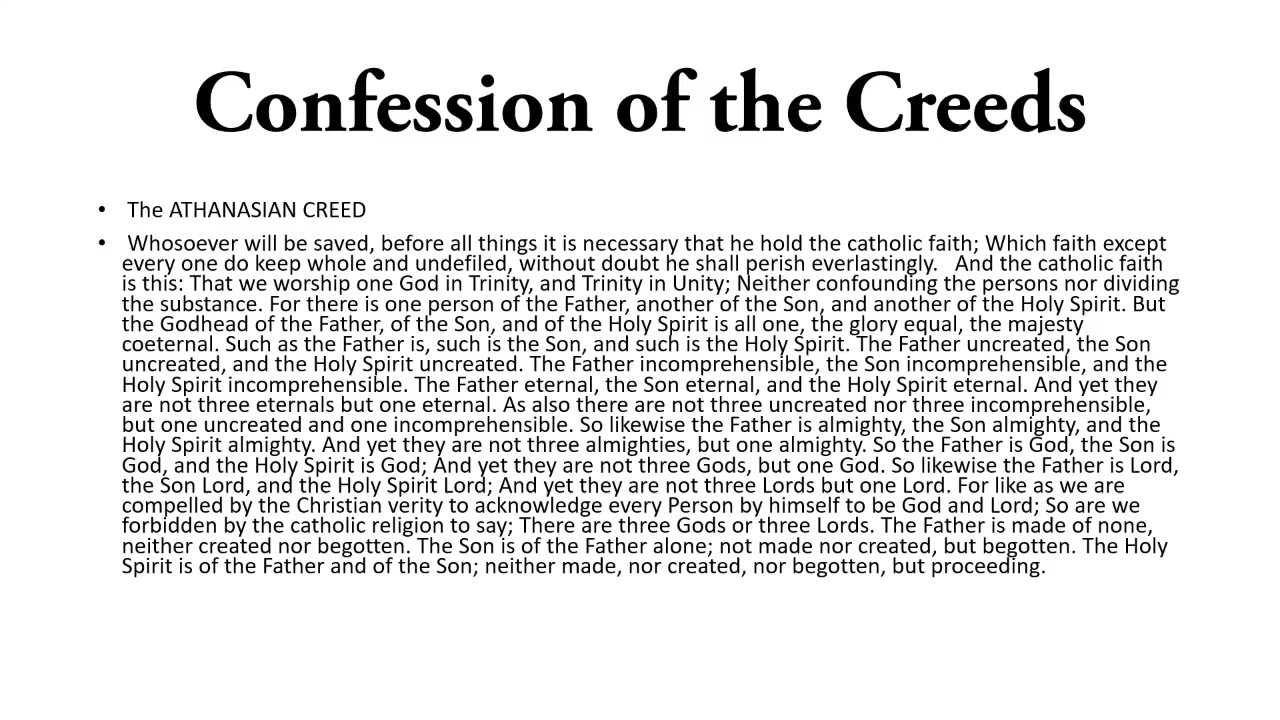 Confession of the Creeds
• The ATHANASIAN CREED
• Whosoever will be saved, before all things it is necessary that he hold the catholic faith; Which faith except
every one do keep whole and undefiled, without doubt he shall perish everlastingly.   And the catholic faith
is this: That we worship one God in Trinity, and Trinity in Unity; Neither confounding the persons nor dividing
the substance. For there is one person of the Father, another of the Son, and another of the Holy Spirit. But
the Godhead of the Father, of the Son, and of the Holy Spirit is all one, the glory equal, the majesty
coeternal. Such as the Father is, such is the Son, and such is the Holy Spirit. The Father uncreated, the Son
uncreated, and the Holy Spirit uncreated. The Father incomprehensible, the Son incomprehensible, and the
Holy Spirit incomprehensible. The Father eternal, the Son eternal, and the Holy Spirit eternal. And yet they
are not three eternals but one eternal. As also there are not three uncreated nor three incomprehensible,
but one uncreated and one incomprehensible. So likewise the Father is almighty, the Son almighty, and the
Holy Spirit almighty. And yet they are not three almighties, but one almighty. So the Father is God, the Son is
God, and the Holy Spirit is God; And yet they are not three Gods, but one God. So likewise the Father is Lord,
the Son Lord, and the Holy Spirit Lord; And yet they are not three Lords but one Lord. For like as we are
compelled by the Christian verity to acknowledge every Person by himself to be God and Lord; So are we
forbidden by the catholic religion to say; There are three Gods or three Lords. The Father is made of none,
neither created nor begotten. The Son is of the Father alone; not made nor created, but begotten. The Holy
Spirit is of the Father and of the Son; neither made, nor created, nor begotten, but proceeding.